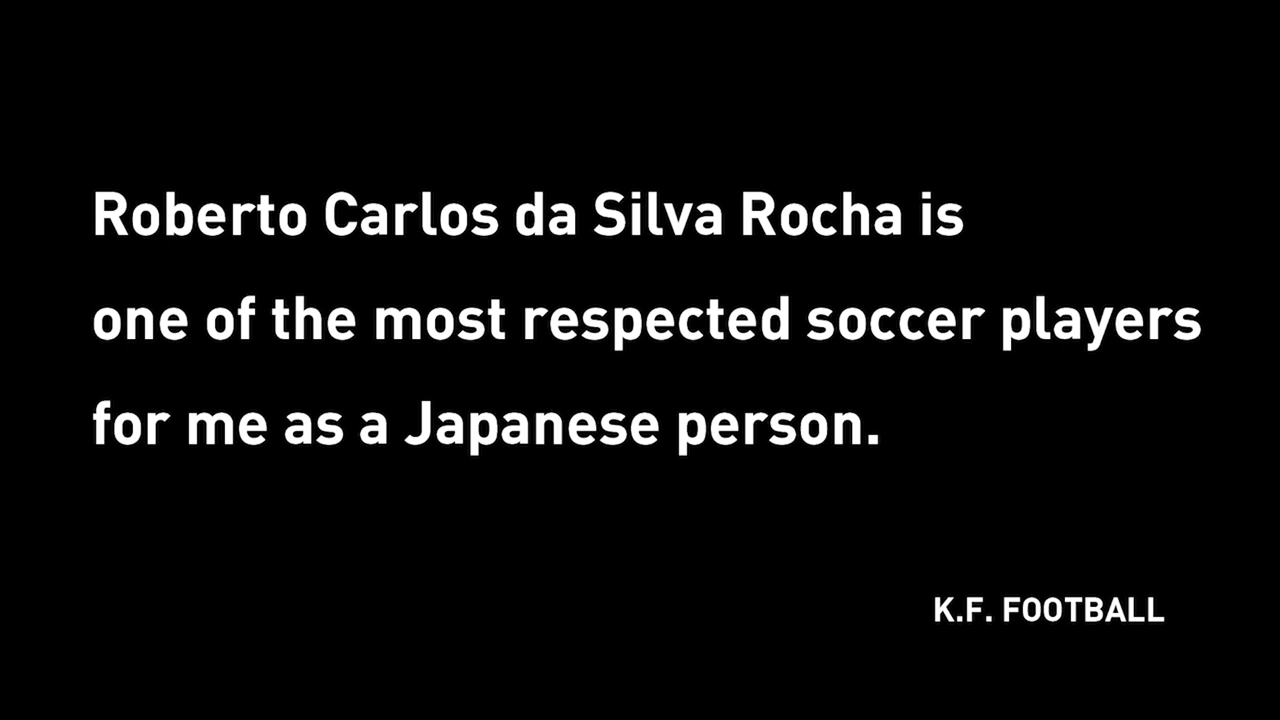 Roberto Carlos da Silva Rocha is
one of the most respected soccer players
for me as a Japanese person.
K.F. FOOTBALL